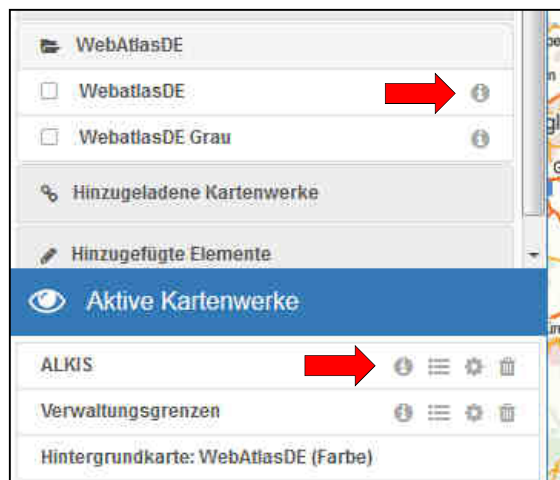 WebAtlasDE
WebatlasDE
WebatlasDE Grau
Hinzugeladene Kartenwerke
Hinzugefügte Elemente
Aktive Kartenwerke
ALKIS
Verwaltungsgrenzen
Hintergrundkarte: WebAtlasDE (Farbe)